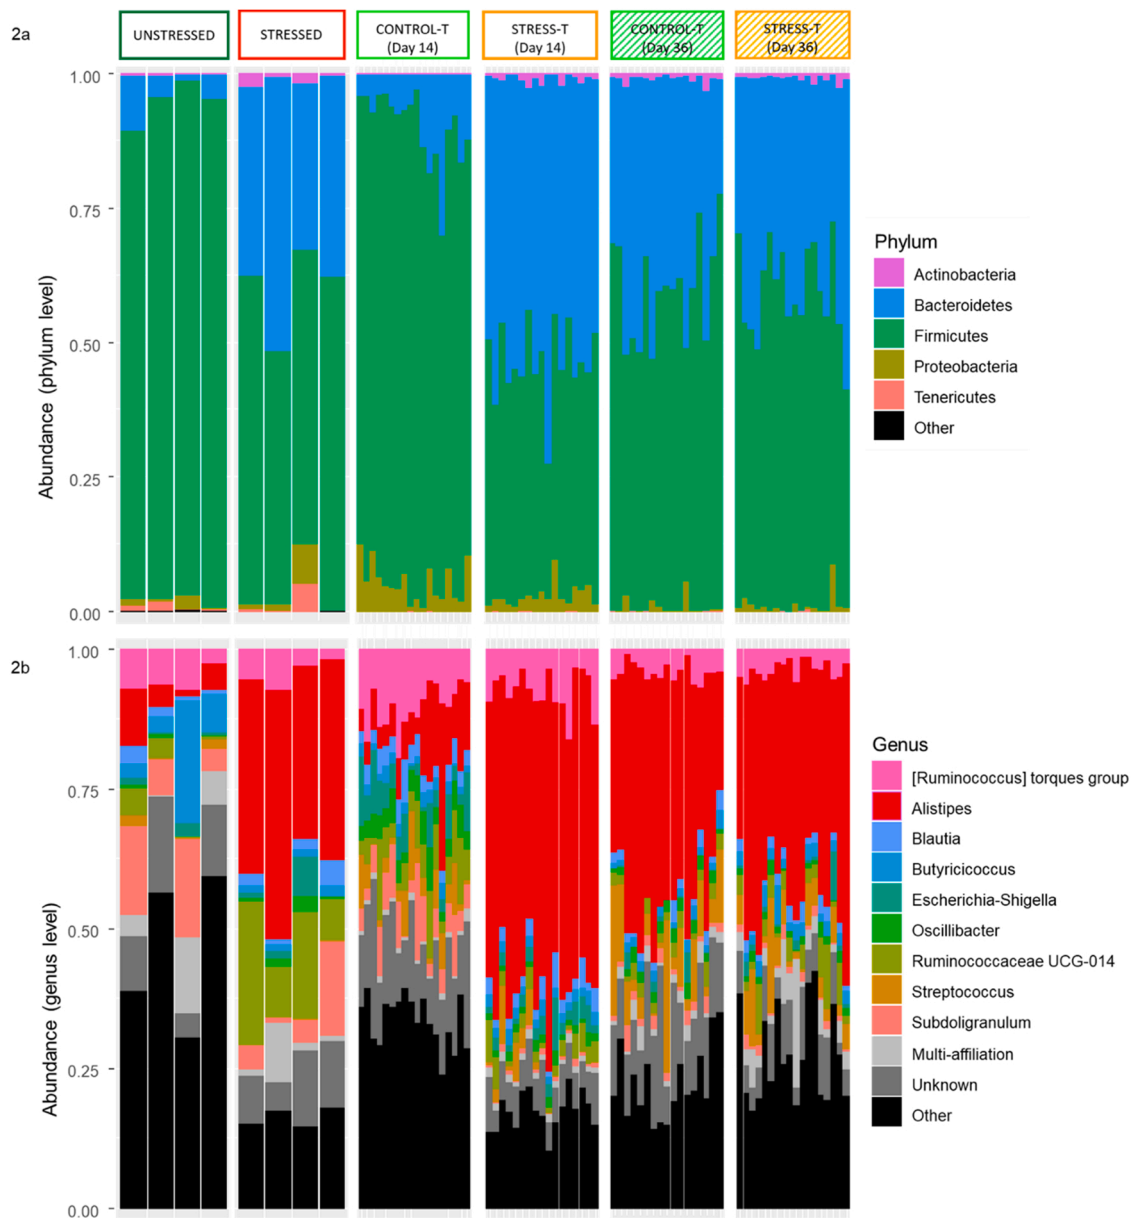 2a
UNSTRESSED
STRESSED
CONTROL-T
(Day 14)
STRESS-T
(Day 14)
CONTROL-T
(Day 36)
STRESS-T
(Day 36)
Abundance (phylum level)
1.00
0.75
0.50
0.25
0.00
Phylum
Actinobacteria
Bacteroidetes
Firmicutes
Proteobacteria
Tenericutes
Other
2b
Abundance (genus level)
1.00
0.75
0.50
0.25
0.00
Genus
[Ruminococcus] torques group
Alistipes
Blautia
Butyricicoccus
Escherichia-Shigella
Oscillibacter
Ruminococcaceae UCG-014
Streptococcus
Subdoligranulum
Multi-affiliation
Unknown
Other